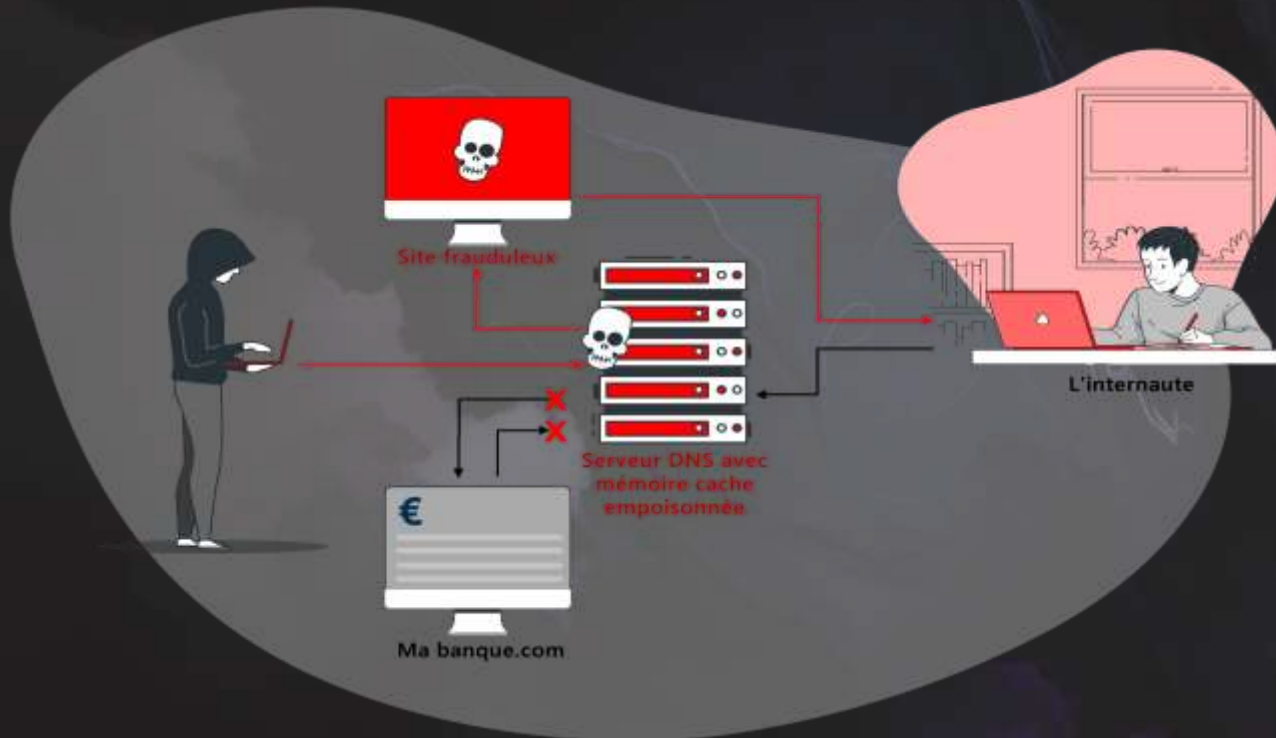 Site frauduleux
L'internaute
Serveur DNS avec
mémoire cache
empoisonnée
€
Ma banque.com